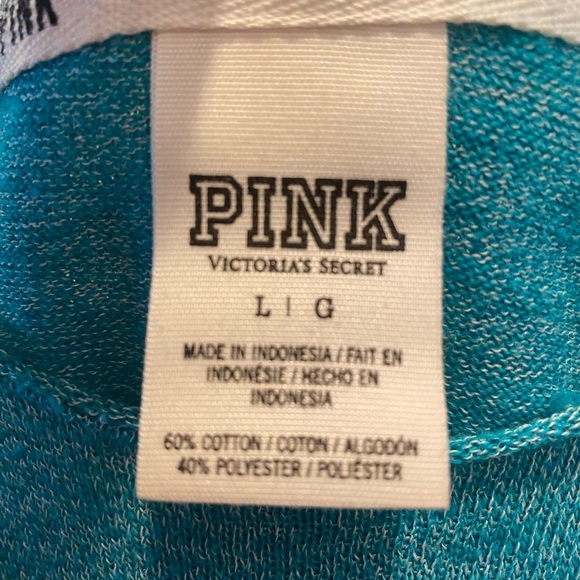 PINK
PINK
VICTORIA'S SECRET
L | G
MADE IN INDONESIA / FAIT EN
INDONÉSIE / HECHO EN
INDONESIA
60% COTTON / COTON / ALGODÓN
40% POLYESTER / POLIÉSTER